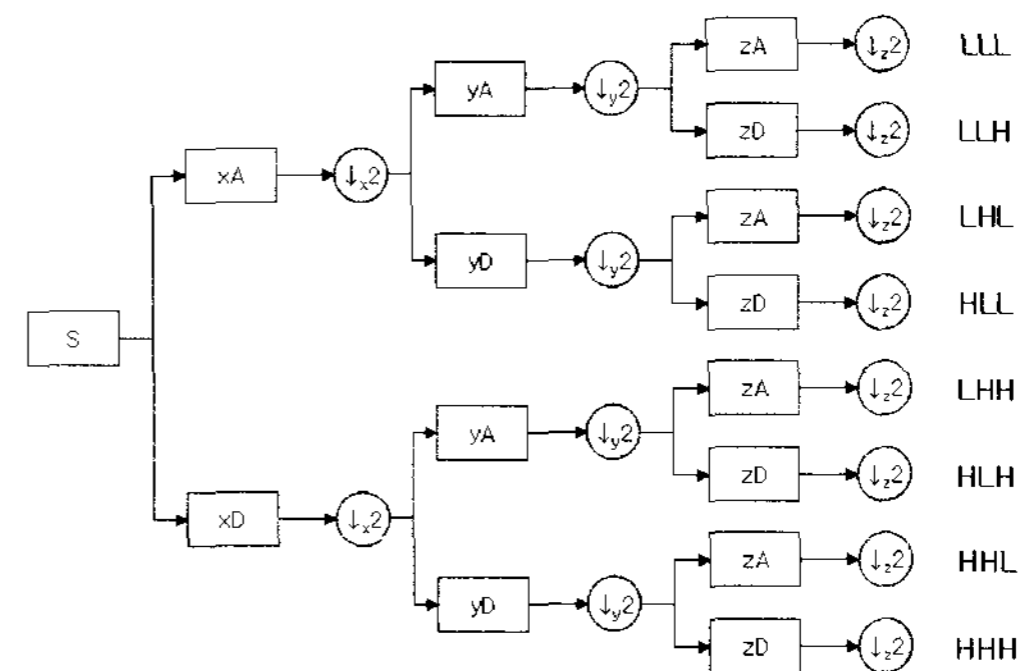 zA ↓z2 LLL
yA ↓y2
zD ↓z2 LLH
xA ↓x2
zA ↓z2 LHL
yD ↓y2
zD ↓z2 HLL
S
zA ↓z2 LHH
yA ↓y2
zD ↓z2 HLH
xD ↓x2
zA ↓z2 HHL
yD ↓y2
zD ↓z2 HHH